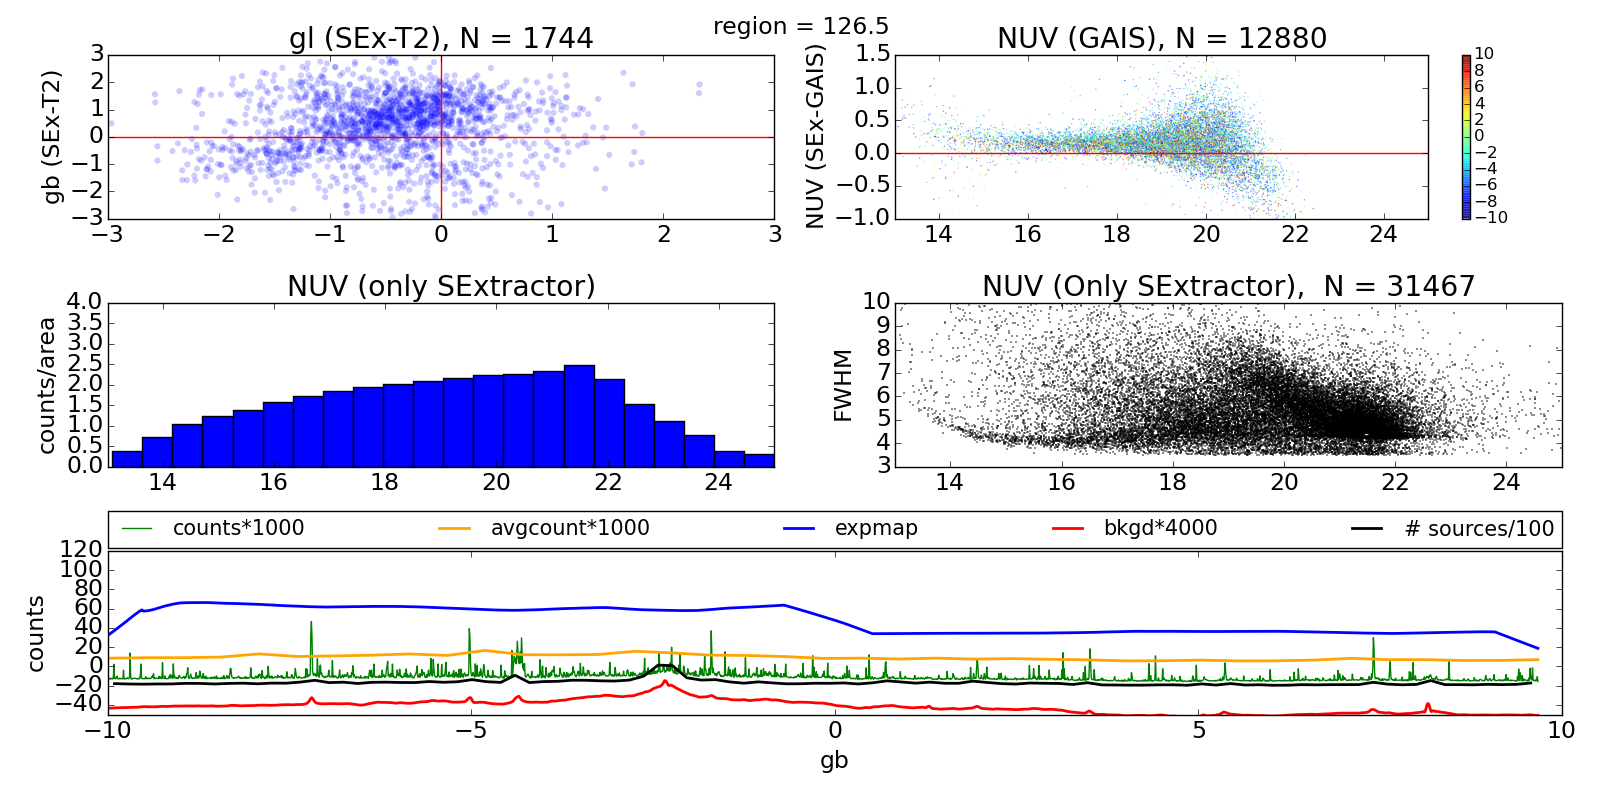 region = 126.5
gl (SEx-T2), N = 1744
NUV (GAIS), N = 12880
gb (SEx-T2)
3
2
1
0
−1
−2
−3
−3 −2 −1 0 1 2 3
NUV (SEx-GAIS)
1.5
1.0
0.5
0.0
−0.5
−1.0
14 16 18 20 22 24
10
8
6
4
2
0
−2
−4
−6
−8
−10
NUV (only SExtractor)
NUV (Only SExtractor),  N = 31467
counts/area
4.0
3.5
3.0
2.5
2.0
1.5
1.0
0.5
0.0
14 16 18 20 22 24
FWHM
10
9
8
7
6
5
4
3
14 16 18 20 22 24
counts*1000 avgcount*1000 expmap bkgd*4000 # sources/100
counts
120
100
80
60
40
20
0
−20
−40
−10 −5 0 5 10
gb